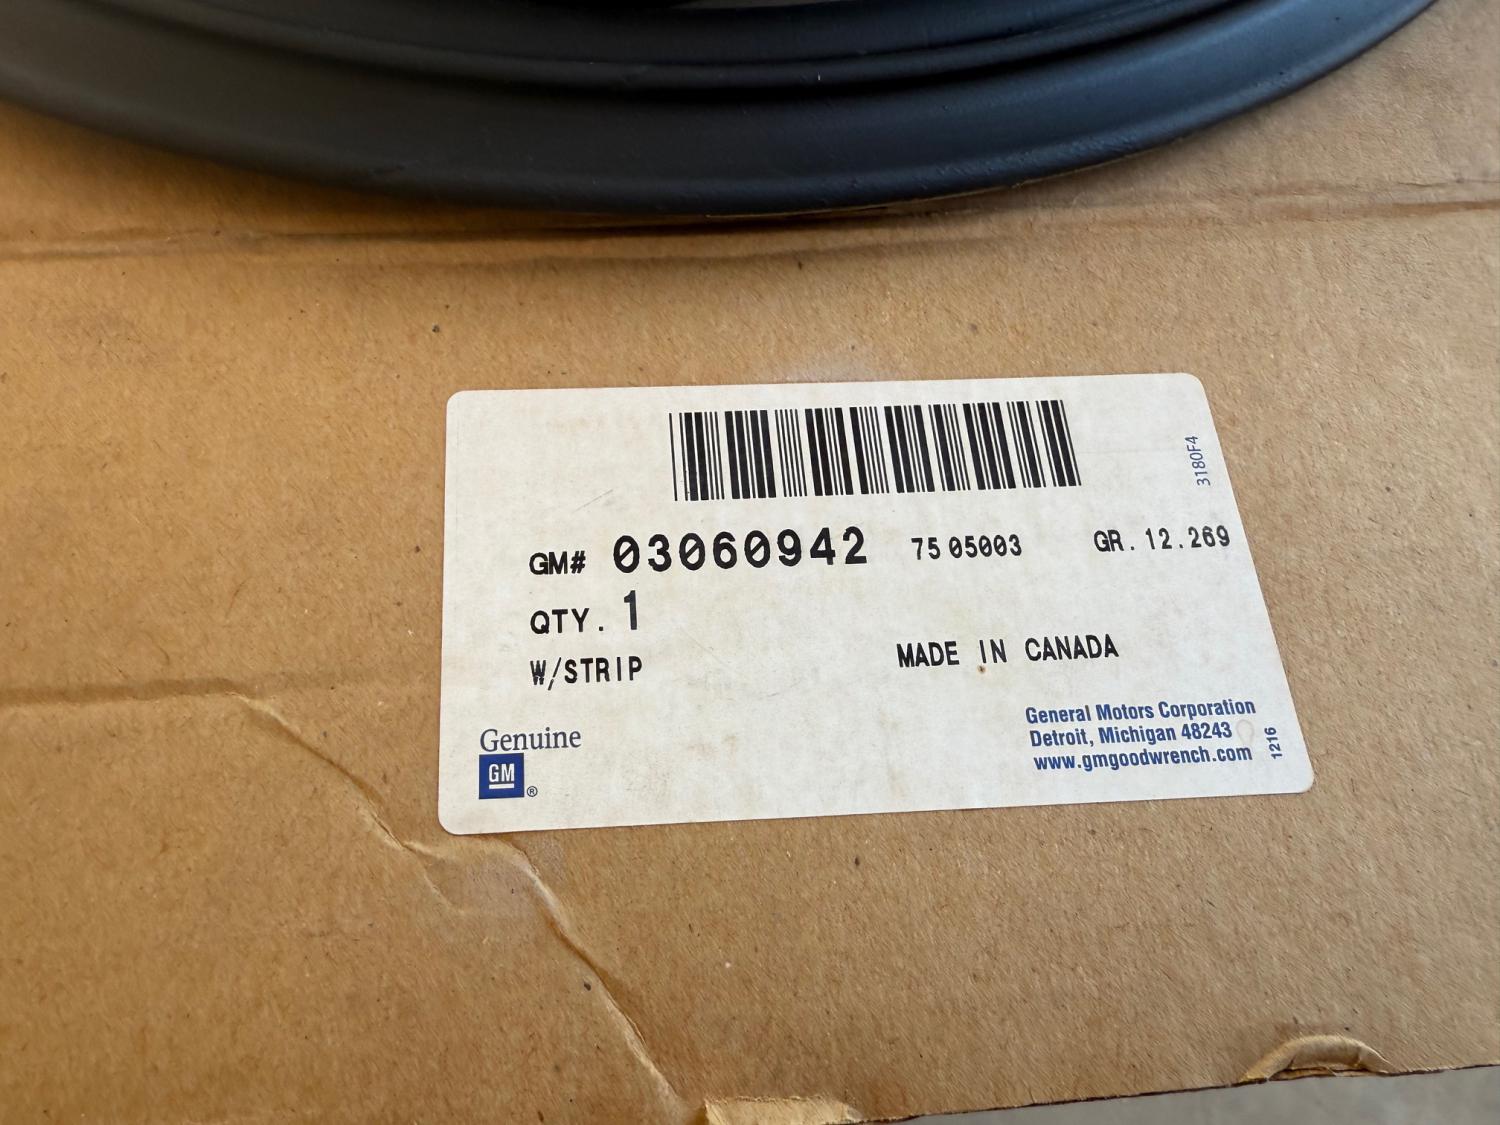 3180F4
GM# 03060942 75 05003 GR. 12.269
QTY. 1
W/STRIP MADE IN CANADA
Genuine
GM ®
General Motors Corporation
Detroit, Michigan 48243
www.gmgoodwrench.com
1216